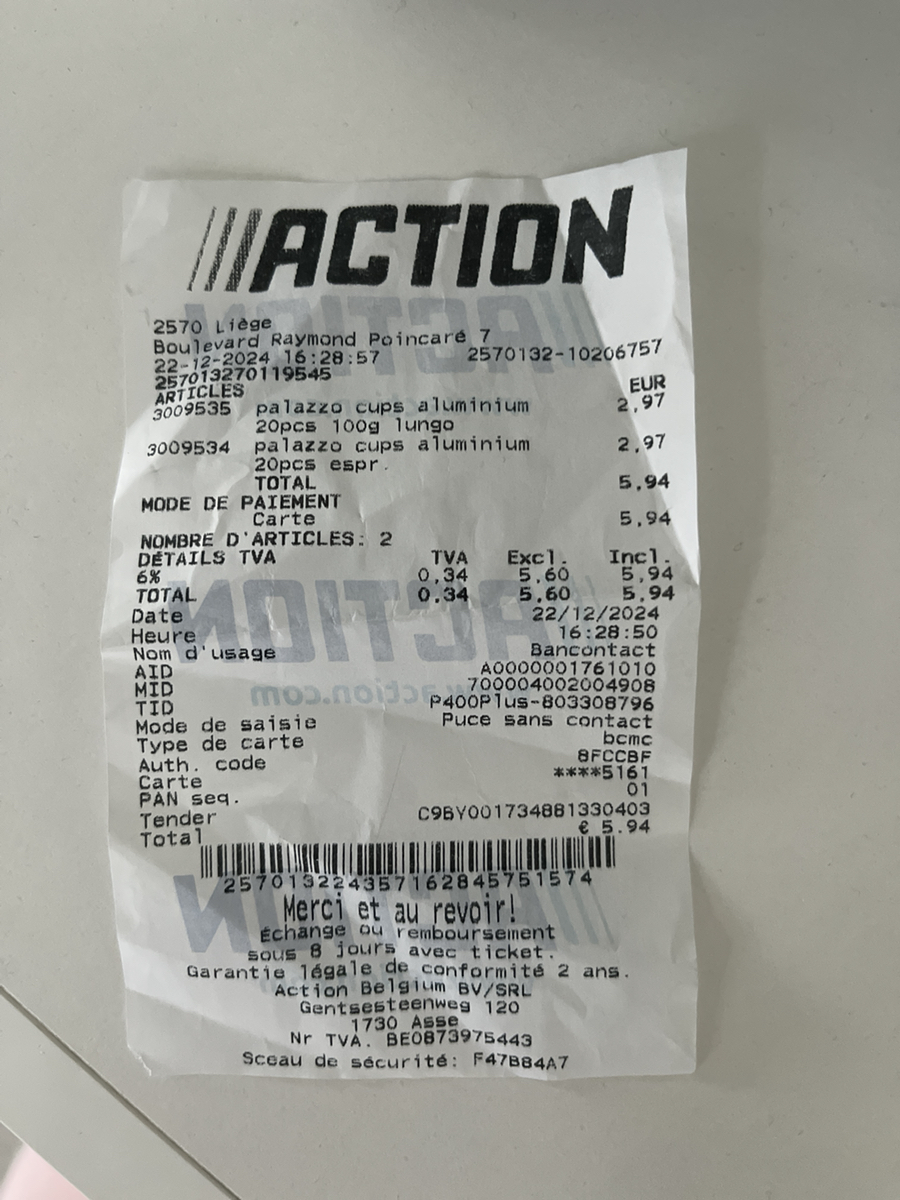 ACTION
2570 Liège
Boulevard Raymond Poincaré 7
22-12-2024 16:28:57 2570132-10206757
257013270119545
ARTICLES EUR
3009535 palazzo cups aluminium 2,97
20pcs 100g lungo
3009534 palazzo cups aluminium 2,97
20pcs espr.
TOTAL 5,94
MODE DE PAIEMENT
Carte 5,94
NOMBRE D'ARTICLES: 2
DÉTAILS TVA TVA Excl. Incl.
6% 0,34 5,60 5,94
TOTAL 0,34 5,60 5,94
Date 22/12/2024
Heure 16:28:50
Nom d'usage Bancontact
AID A0000001761010
MID 700004002004908
TID P400Plus-803308796
Mode de saisie Puce sans contact
Type de carte bcmc
Auth. code 8FCCBF
Carte ****5161
PAN seq. 01
Tender C9BY001734881330403
Total € 5.94
257013224357162845751574
Merci et au revoir!
Échange ou remboursement
sous 8 jours avec ticket.
Garantie légale de conformité 2 ans.
Action Belgium BV/SRL
Gentsesteenweg 120
1730 Asse
Nr TVA. BE0873975443
Sceau de sécurité: F47B84A7